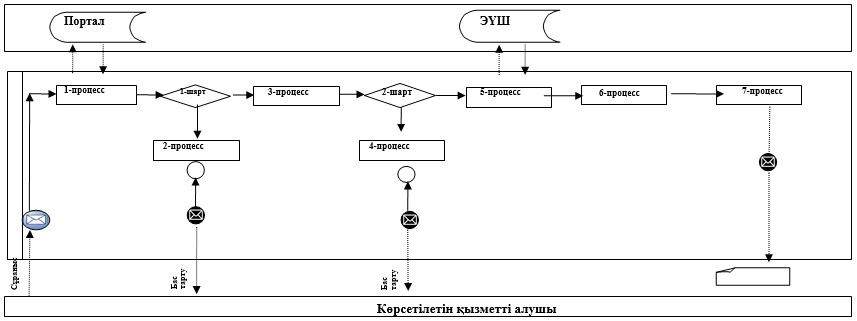 Портал
ЭҮШ
1-процесс
1-шарт
3-процесс
2-шарт
5-процесс
6-процесс
7-процесс
2-процесс
4-процесс
Сұраныс
Бас
тарту
Бас
тарту
Көрсетілетін қызметті алушы